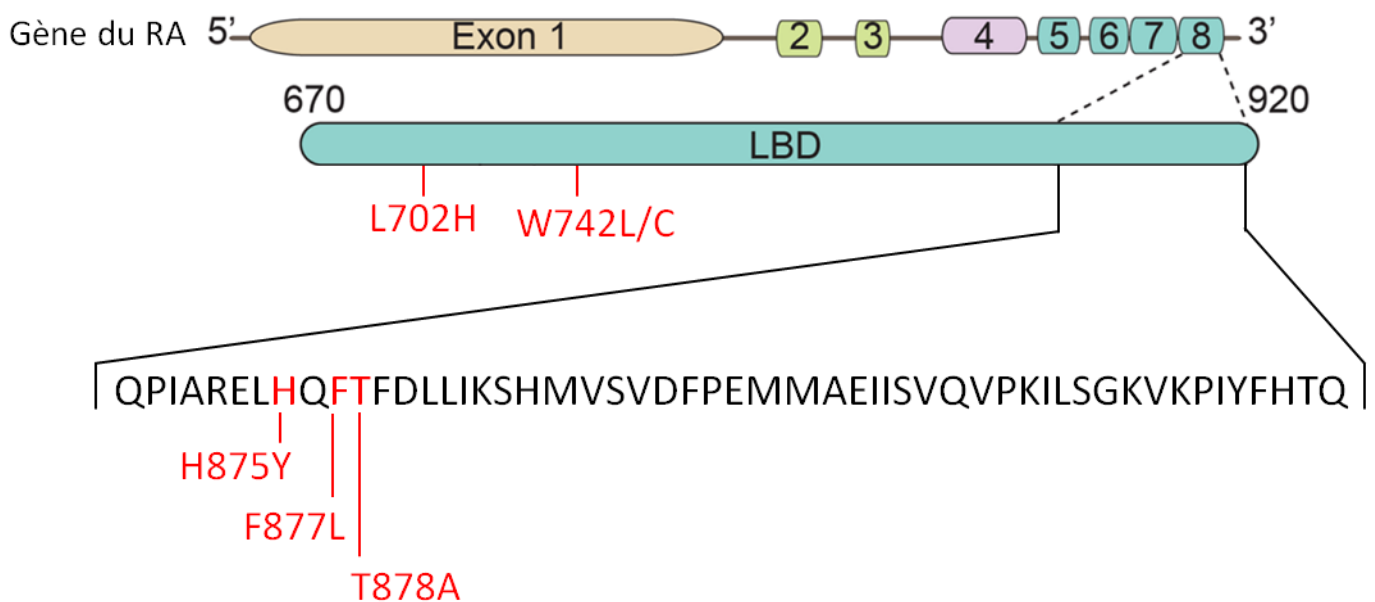 Gène du RA 5' Exon 1 2 3 4 5 6 7 8 3'
670 920
LBD
L702H W742L/C
QPIARELHQFTFDLLIKSHMVSVDFPEMMAEIISVQVPKILSGKVKPIYFHTQ
H875Y
F877L
T878A